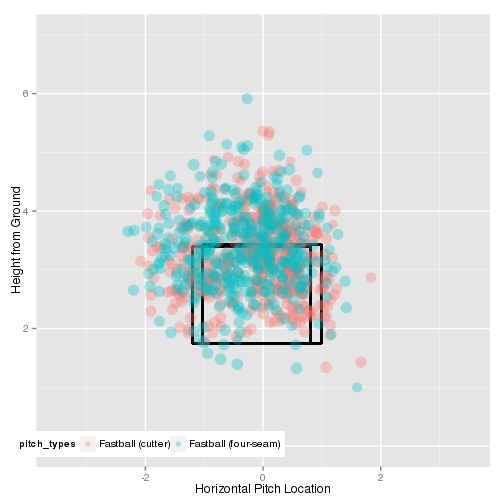 Height from Ground
6
4
2
pitch_types Fastball (cutter) Fastball (four-seam)
-2 0 2
Horizontal Pitch Location